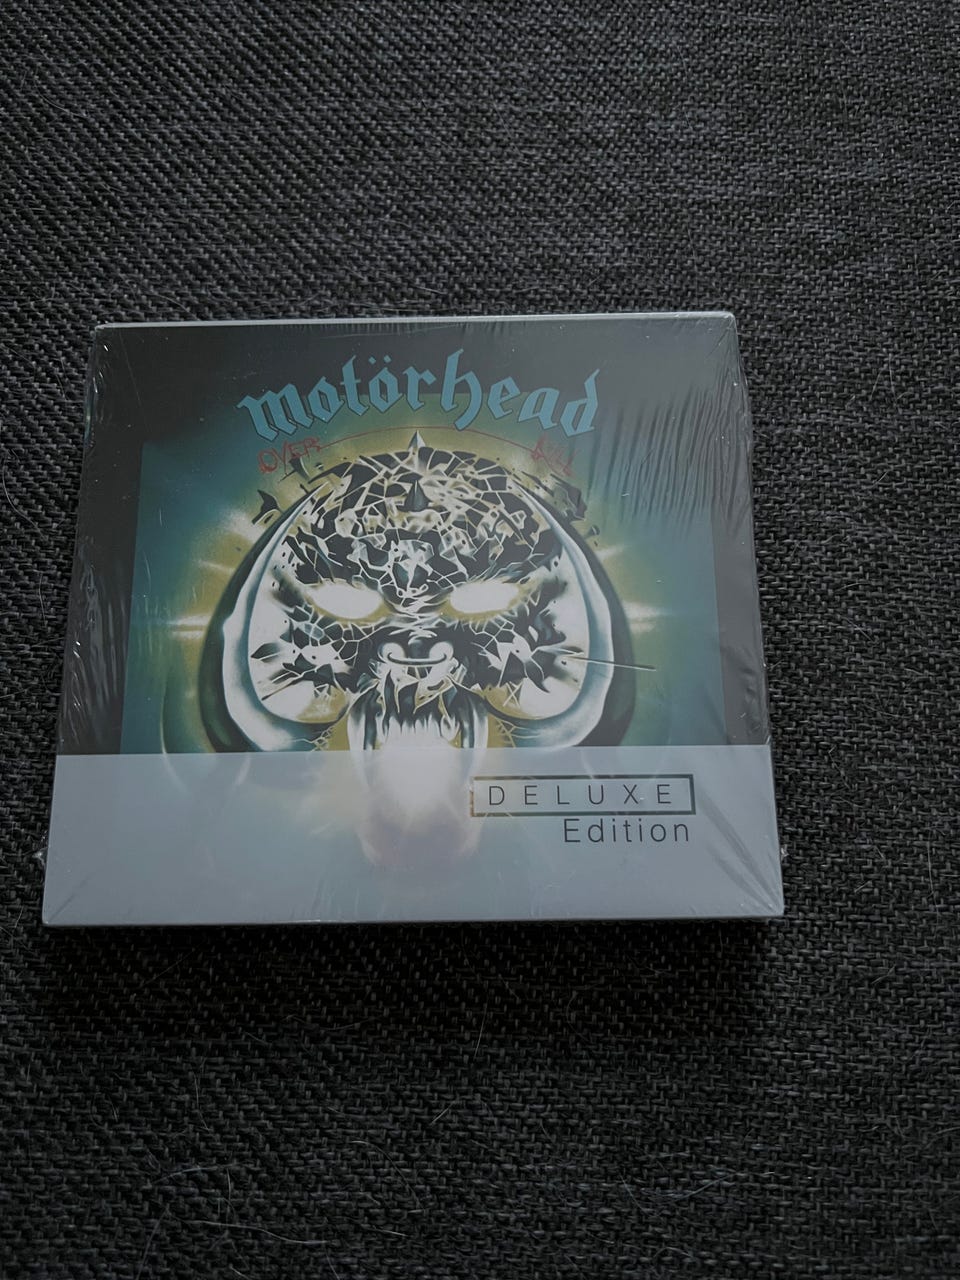 motörhead
OVER KILL
DELUXE
Edition